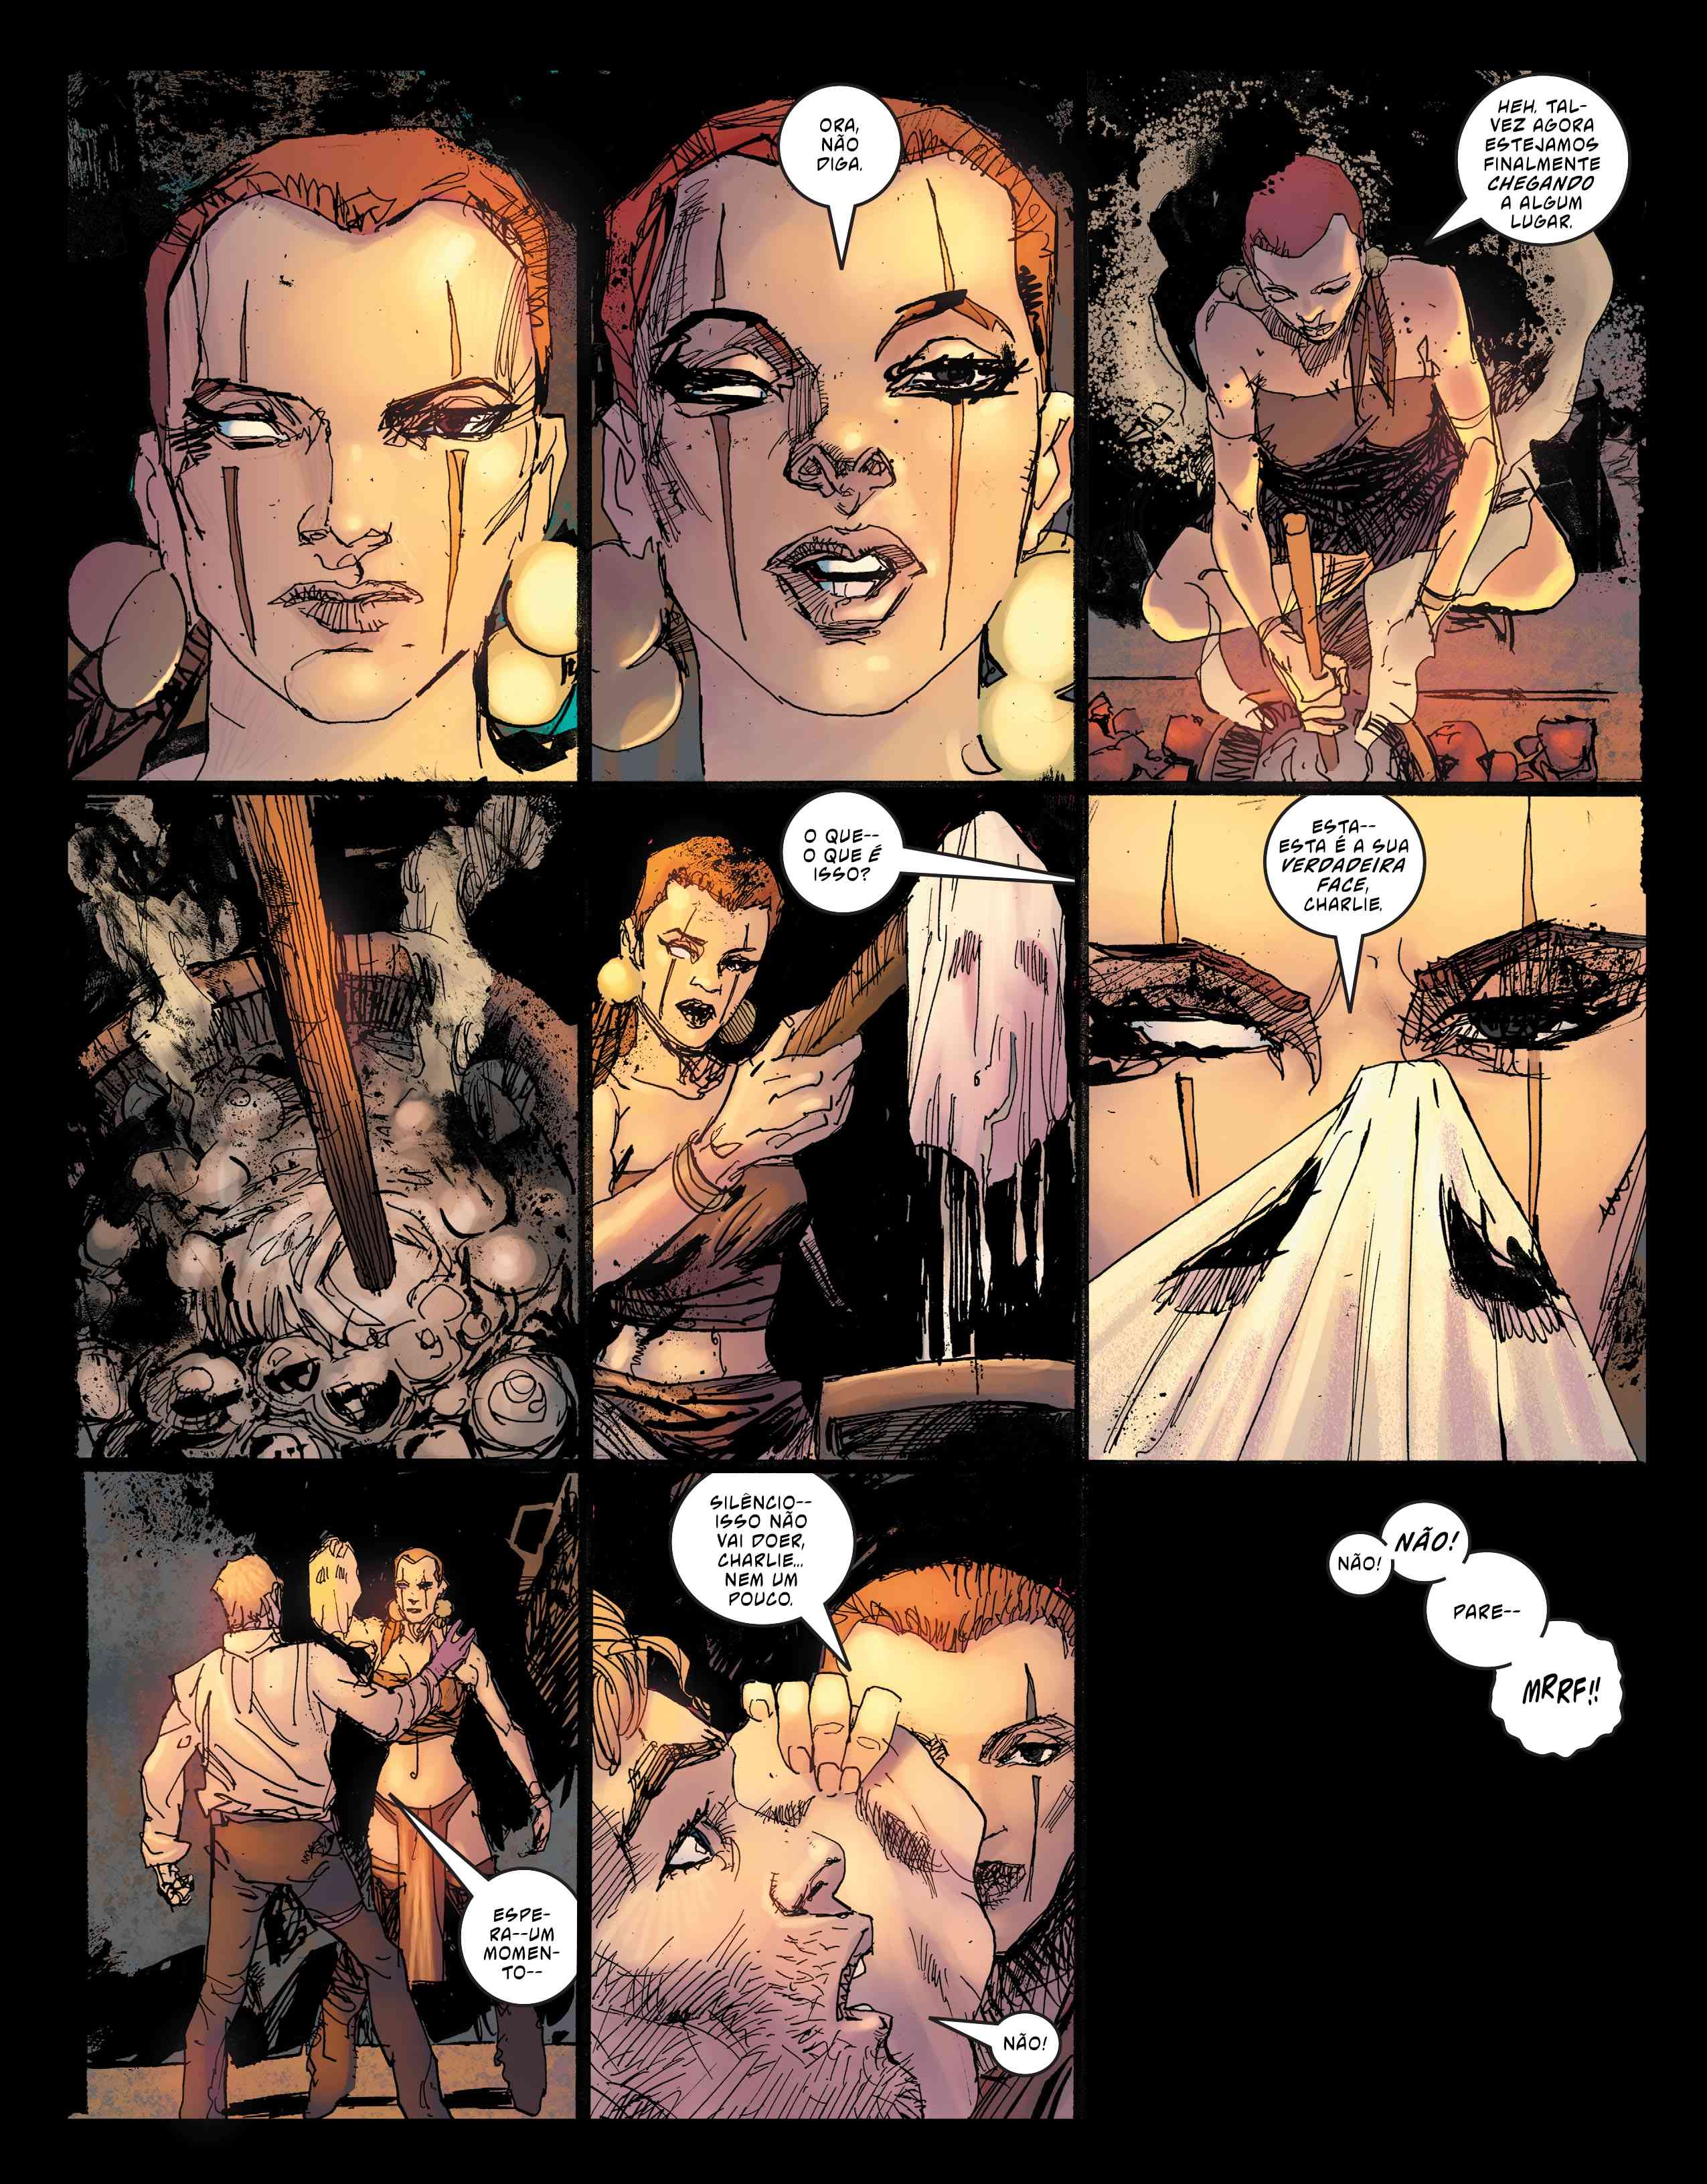 ORA,
NÃO
DIGA.
HEH. TAL-
VEZ AGORA
ESTEJAMOS
FINALMENTE
CHEGANDO
A ALGUM
LUGAR.
O QUE--
O QUE É
ISSO?
ESTA--
ESTA É A SUA
VERDADEIRA
FACE,
CHARLIE.
ESPE-
RA--UM
MOMEN-
TO--
SILÊNCIO--
ISSO NÃO
VAI DOER,
CHARLIE...
NEM UM
POUCO.
NÃO!
NÃO!
NÃO!
PARE--
MRRF!!